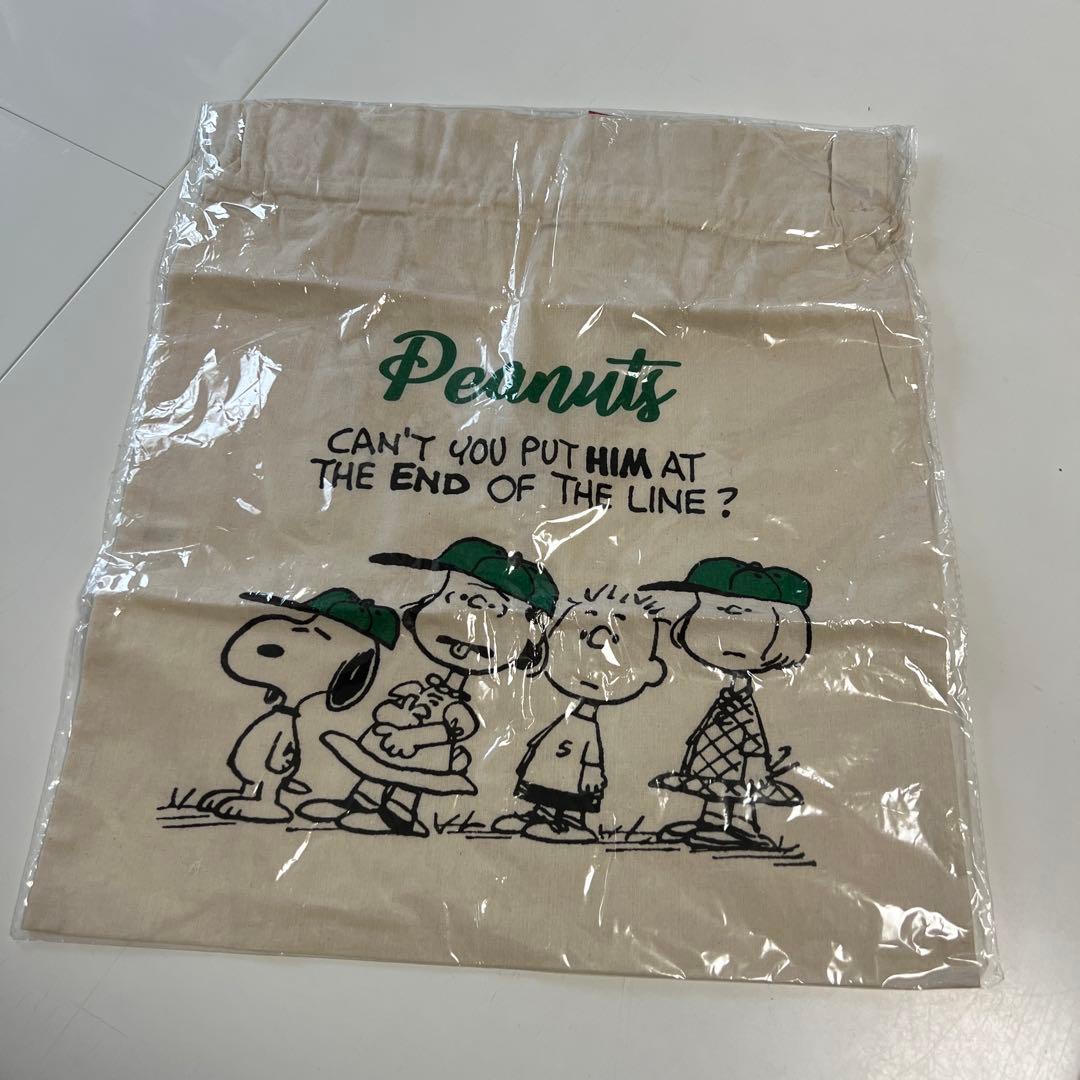 Peanuts
CAN'T YOU PUT HIM AT
THE END OF THE LINE?
S